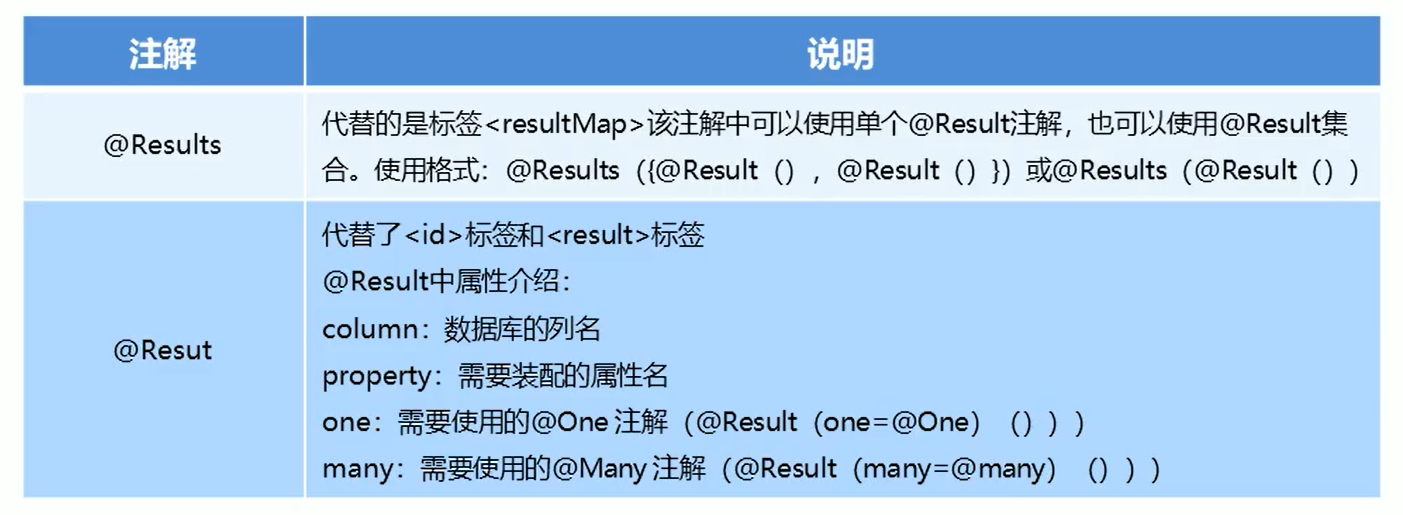 注解
说明
@Results
代替的是标签<resultMap>该注解中可以使用单个@Result注解，也可以使用@Result集
合。使用格式：@Results（{@Result（），@Result（）}）或@Results（@Result（））
@Resut
代替了<id>标签和<result>标签
@Result中属性介绍：
column：数据库的列名
property：需要装配的属性名
one：需要使用的@One 注解（@Result（one=@One）（）））
many：需要使用的@Many 注解（@Result（many=@many）（）））